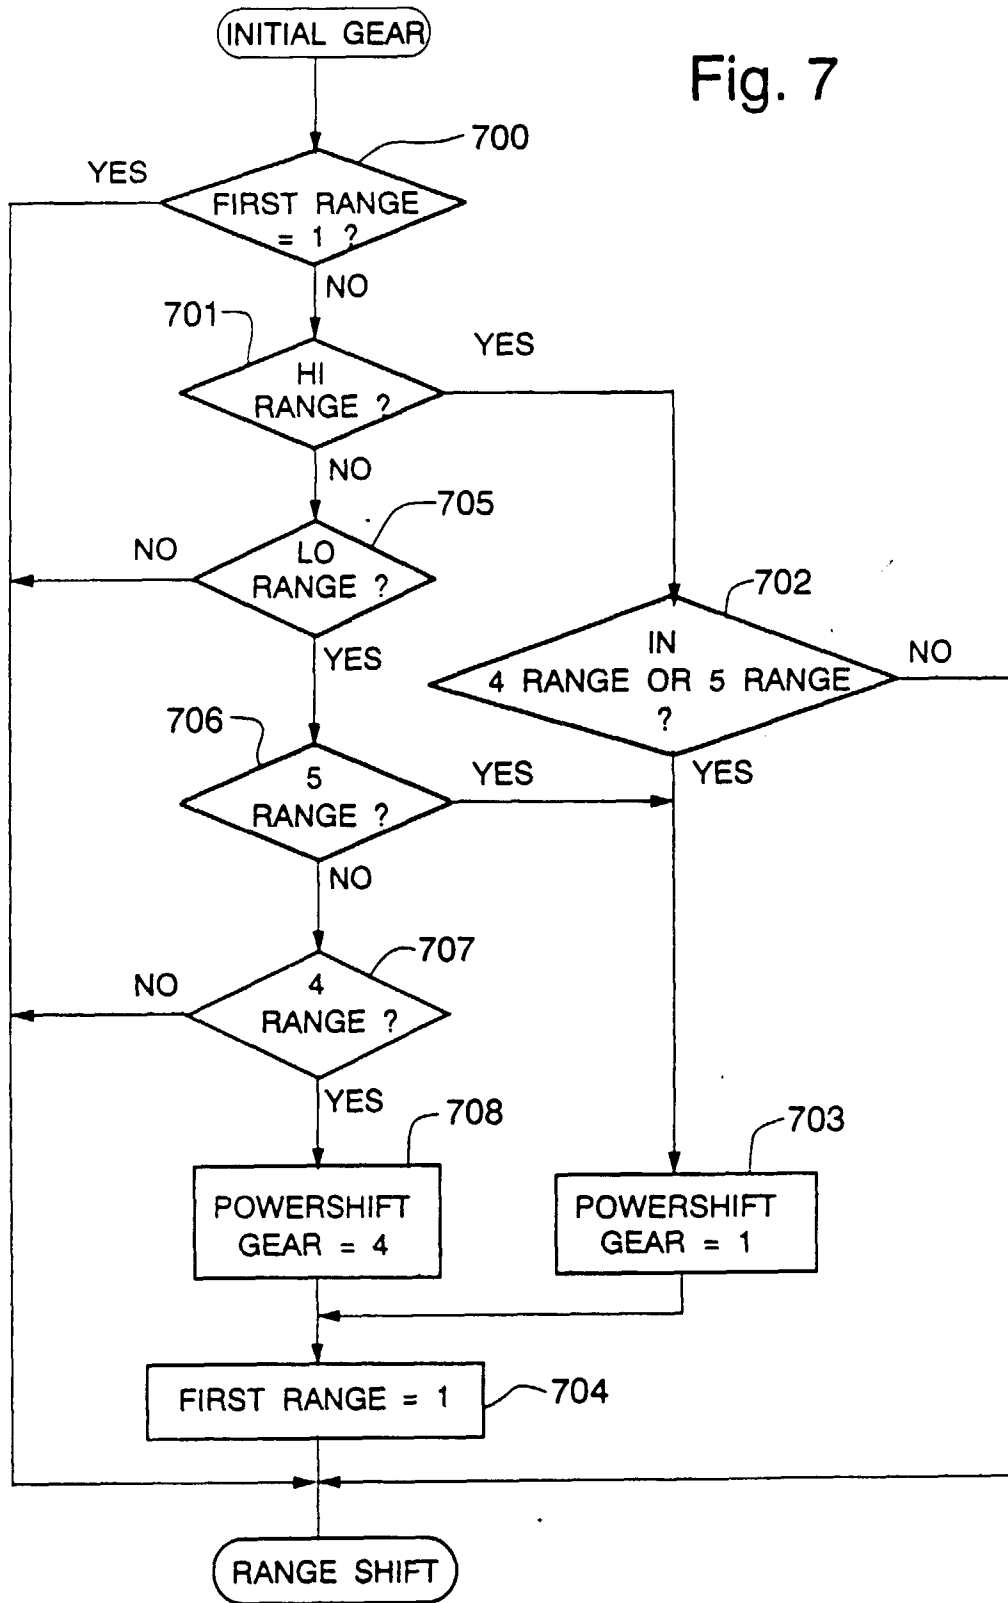 INITIAL GEAR
Fig. 7
700
YES
FIRST RANGE
= 1 ?
NO
701
YES
HI
RANGE ?
NO
705
NO
LO
RANGE ?
702
YES
IN
4 RANGE OR 5 RANGE
?
NO
706
5
RANGE ?
YES
YES
NO
707
NO
4
RANGE ?
YES
708
703
POWERSHIFT
GEAR = 4
POWERSHIFT
GEAR = 1
FIRST RANGE = 1
704
RANGE SHIFT